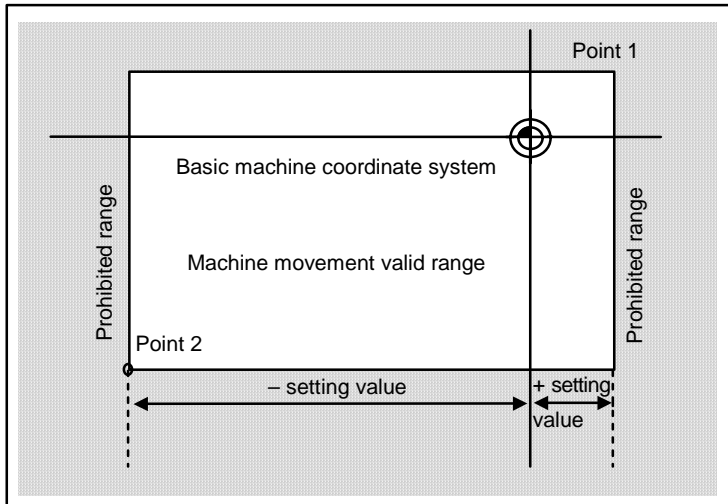 Point 1
Basic machine coordinate system
Prohibited range
Prohibited range
Machine movement valid range
Point 2
– setting value
+ setting
value